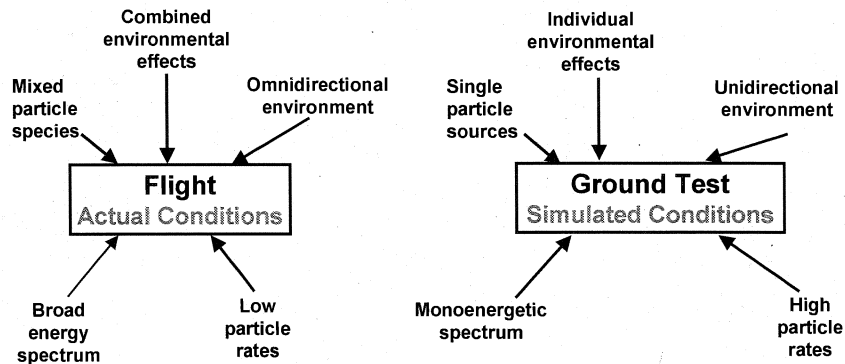 Combined
environmental
effects
Mixed
particle
species
Omnidirectional
environment
Flight
Actual Conditions
Broad
energy
spectrum
Low
particle
rates
Individual
environmental
effects
Single
particle
sources
Unidirectional
environment
Ground Test
Simulated Conditions
Monoenergetic
spectrum
High
particle
rates